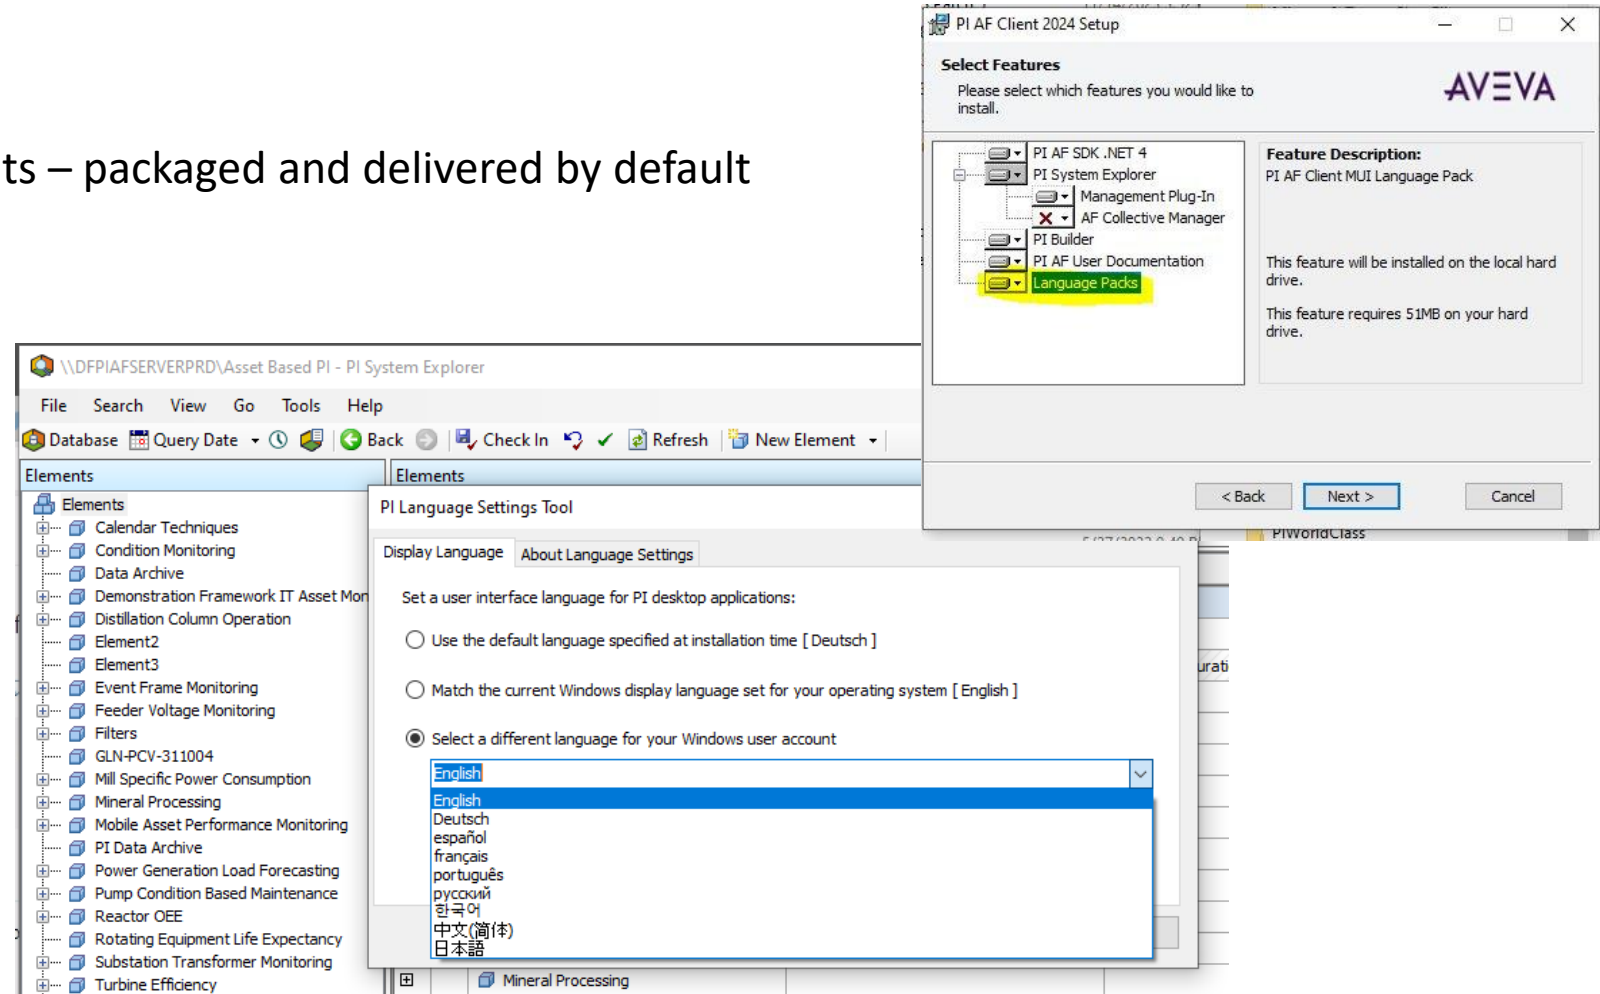 ts – packaged and delivered by default
PI AF Client 2024 Setup
Select Features
Please select which features you would like to
install.
AVEVA
PI AF SDK .NET 4
PI System Explorer
Management Plug-In
AF Collective Manager
PI Builder
PI AF User Documentation
Language Packs
Feature Description:
PI AF Client MUI Language Pack
This feature will be installed on the local hard
drive.
This feature requires 51MB on your hard
drive.
< Back
Next >
Cancel
PIWorldClass
\\DFPIAFSERVERPRD\Asset Based PI - PI System Explorer
File Search View Go Tools Help
Database Query Date Back Check In Refresh New Element
Elements
Elements
Calendar Techniques
Condition Monitoring
Data Archive
Demonstration Framework IT Asset Mon
Distillation Column Operation
Element2
Element3
Event Frame Monitoring
Feeder Voltage Monitoring
Filters
GLN-PCV-311004
Mill Specific Power Consumption
Mineral Processing
Mobile Asset Performance Monitoring
PI Data Archive
Power Generation Load Forecasting
Pump Condition Based Maintenance
Reactor OEE
Rotating Equipment Life Expectancy
Substation Transformer Monitoring
Turbine Efficiency
Elements
PI Language Settings Tool
Display Language
About Language Settings
Set a user interface language for PI desktop applications:
Use the default language specified at installation time [ Deutsch ]
Match the current Windows display language set for your operating system [ English ]
Select a different language for your Windows user account
English
English
Deutsch
español
français
português
русский
한국어
中文(简体)
日本語
urati
Mineral Processing